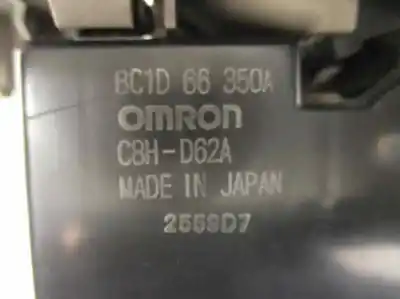 BC1D 66 350A
OMRON
C8H-D62A
MADE IN JAPAN
2559D7